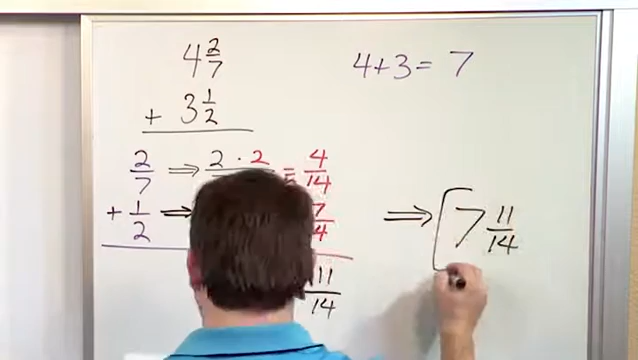 4 2/7
+ 3 1/2
4 + 3 = 7
2/7 ⇒ 2 · 2 = 4/14
+ 1/2 ⇒ 7/14
11/14
⇒ 7 11/14